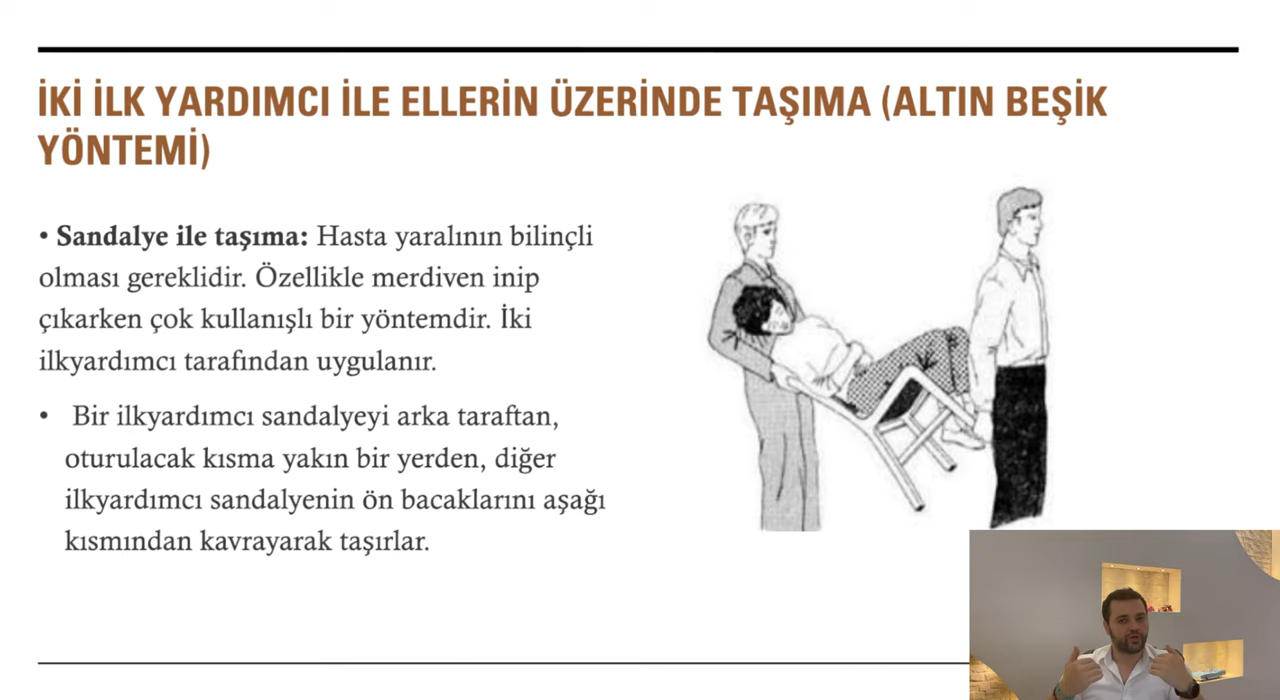 İKİ İLK YARDIMCI İLE ELLERİN ÜZERİNDE TAŞIMA (ALTIN BEŞİK
YÖNTEMİ)
• Sandalye ile taşıma: Hasta yaralının bilinçli
olması gereklidir. Özellikle merdiven inip
çıkarken çok kullanışlı bir yöntemdir. İki
ilkyardımcı tarafından uygulanır.
• Bir ilkyardımcı sandalyeyi arka taraftan,
oturulacak kısma yakın bir yerden, diğer
ilkyardımcı sandalyenin ön bacaklarını aşağı
kısmından kavrayarak taşırlar.